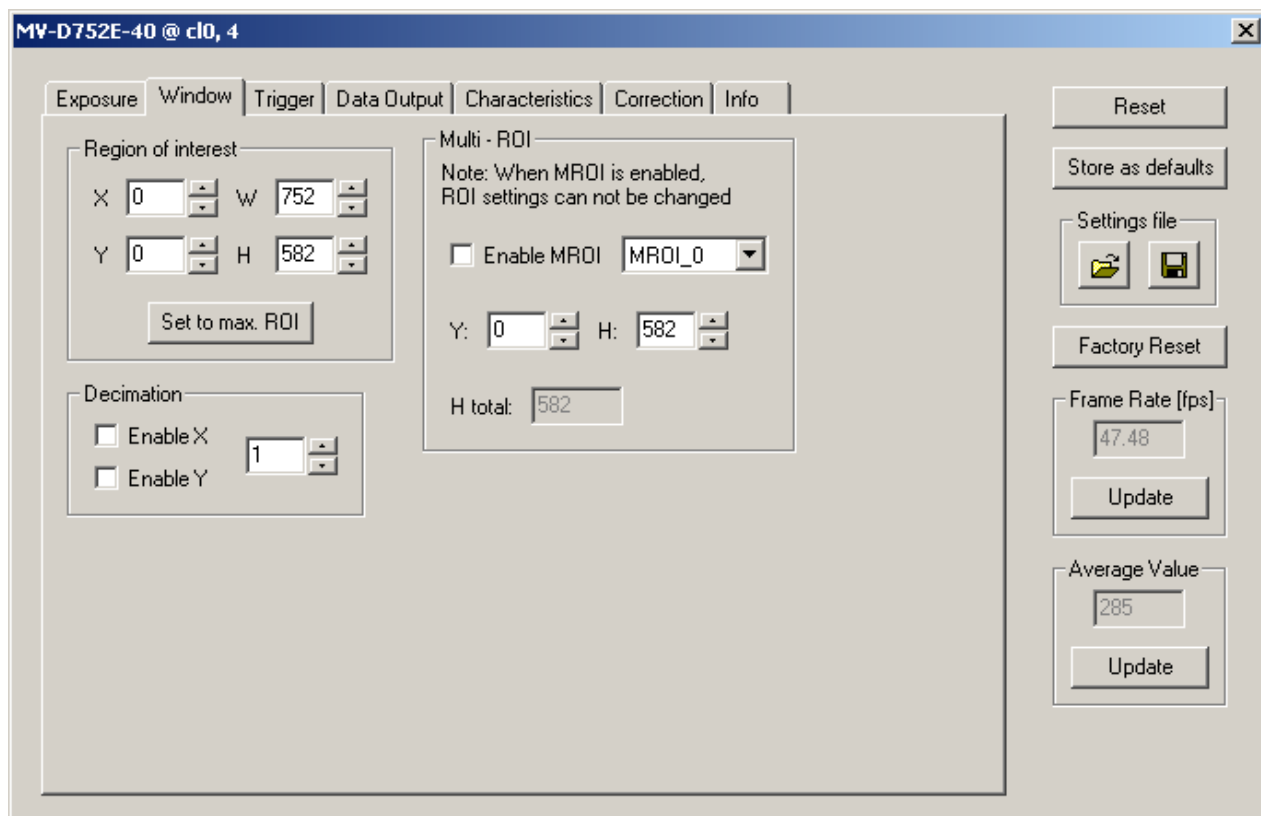 MV-D752E-40 @ cl0, 4
Exposure Window Trigger Data Output Characteristics Correction Info
Region of interest
X 0 W 752
Y 0 H 582
Set to max. ROI
Decimation
Enable X
Enable Y
1
Multi - ROI
Note: When MROI is enabled,
ROI settings can not be changed
Enable MROI MROI_0
Y: 0 H: 582
H total: 582
Reset
Store as defaults
Settings file
Factory Reset
Frame Rate [fps]
47.48
Update
Average Value
285
Update